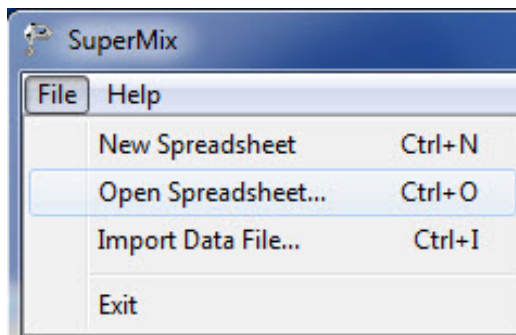 SuperMix
File Help
New Spreadsheet Ctrl+N
Open Spreadsheet... Ctrl+O
Import Data File... Ctrl+I
Exit